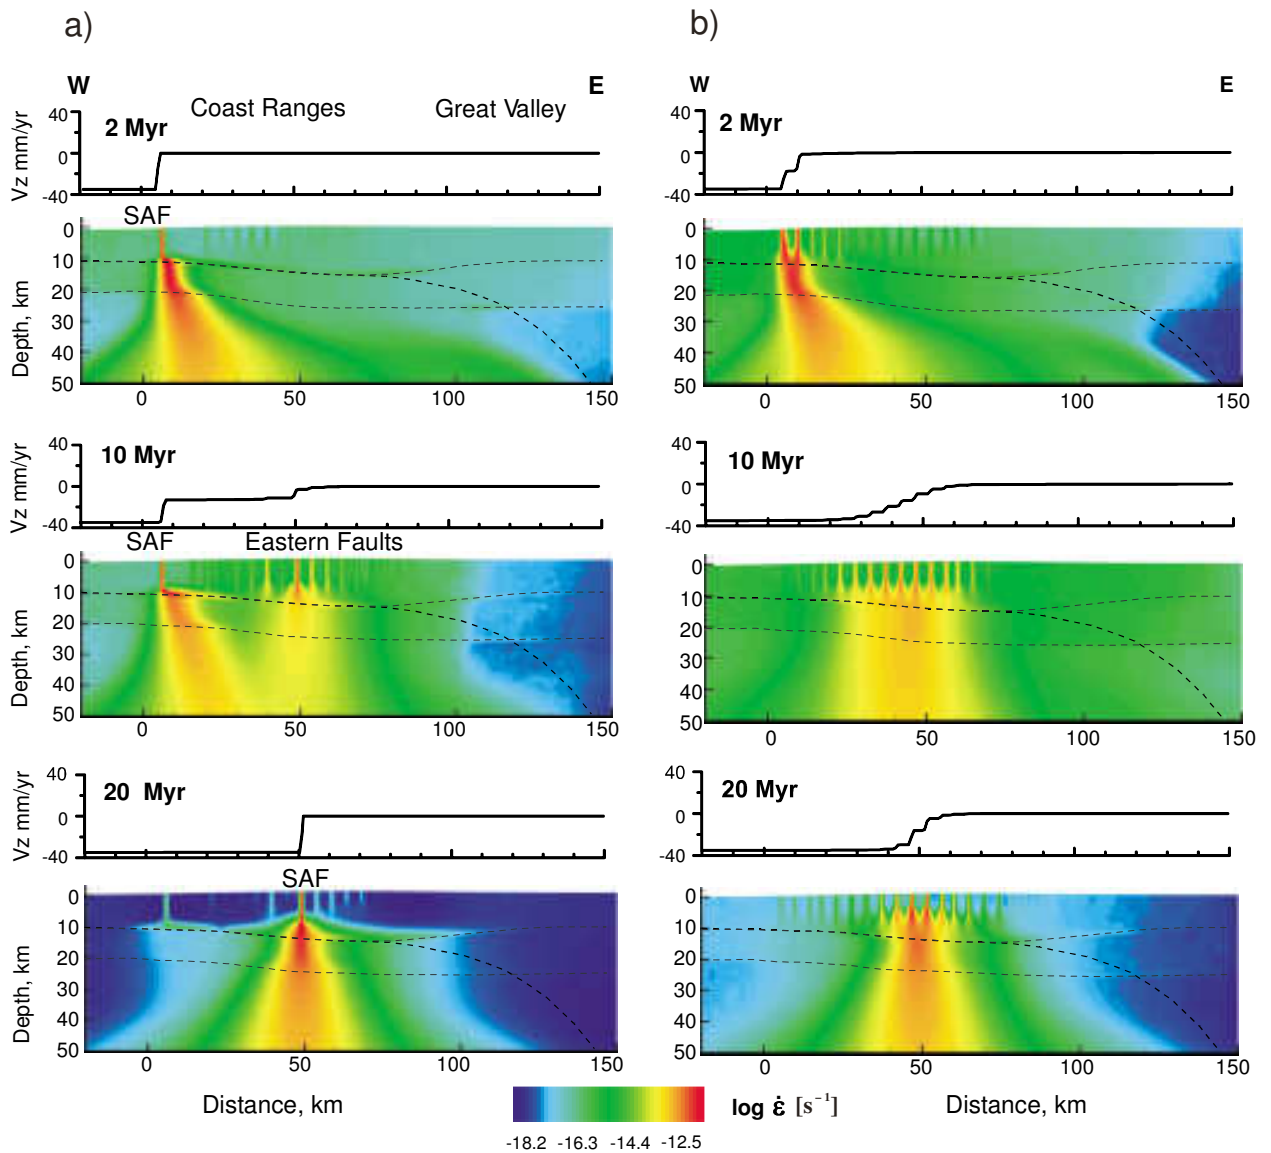 a)
b)
W
E
W
E
Coast Ranges
Great Valley
2 Myr
2 Myr
Vz mm/yr
40
0
-40
40
0
-40
SAF
Depth, km
0
10
20
30
40
50
0
10
20
30
40
50
0 50 100 150
0 50 100 150
10 Myr
10 Myr
Vz mm/yr
40
0
-40
40
0
-40
SAF
Eastern Faults
Depth, km
0
10
20
30
40
50
0
10
20
30
40
50
0 50 100 150
0 50 100 150
20 Myr
20 Myr
Vz mm/yr
40
0
-40
40
0
-40
SAF
Depth, km
0
10
20
30
40
50
0
10
20
30
40
50
0 50 100 150
0 50 100 150
Distance, km
log ε̇ [s⁻¹]
Distance, km
-18.2 -16.3 -14.4 -12.5